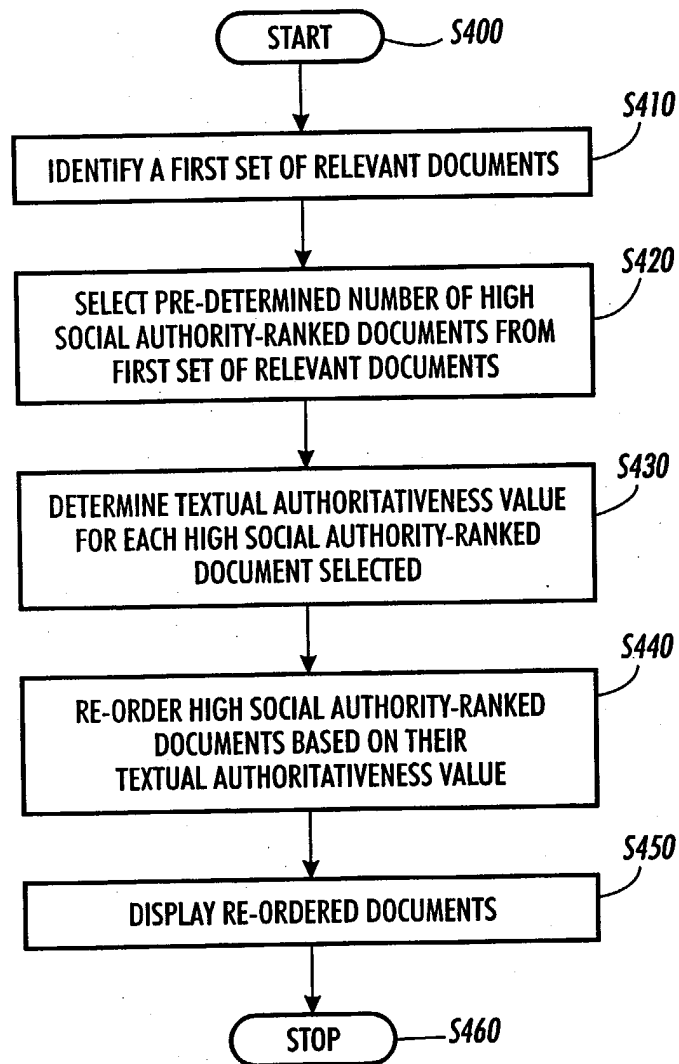 START
S400
S410
IDENTIFY A FIRST SET OF RELEVANT DOCUMENTS
S420
SELECT PRE-DETERMINED NUMBER OF HIGH
SOCIAL AUTHORITY-RANKED DOCUMENTS FROM
FIRST SET OF RELEVANT DOCUMENTS
S430
DETERMINE TEXTUAL AUTHORITATIVENESS VALUE
FOR EACH HIGH SOCIAL AUTHORITY-RANKED
DOCUMENT SELECTED
S440
RE-ORDER HIGH SOCIAL AUTHORITY-RANKED
DOCUMENTS BASED ON THEIR
TEXTUAL AUTHORITATIVENESS VALUE
S450
DISPLAY RE-ORDERED DOCUMENTS
STOP
S460